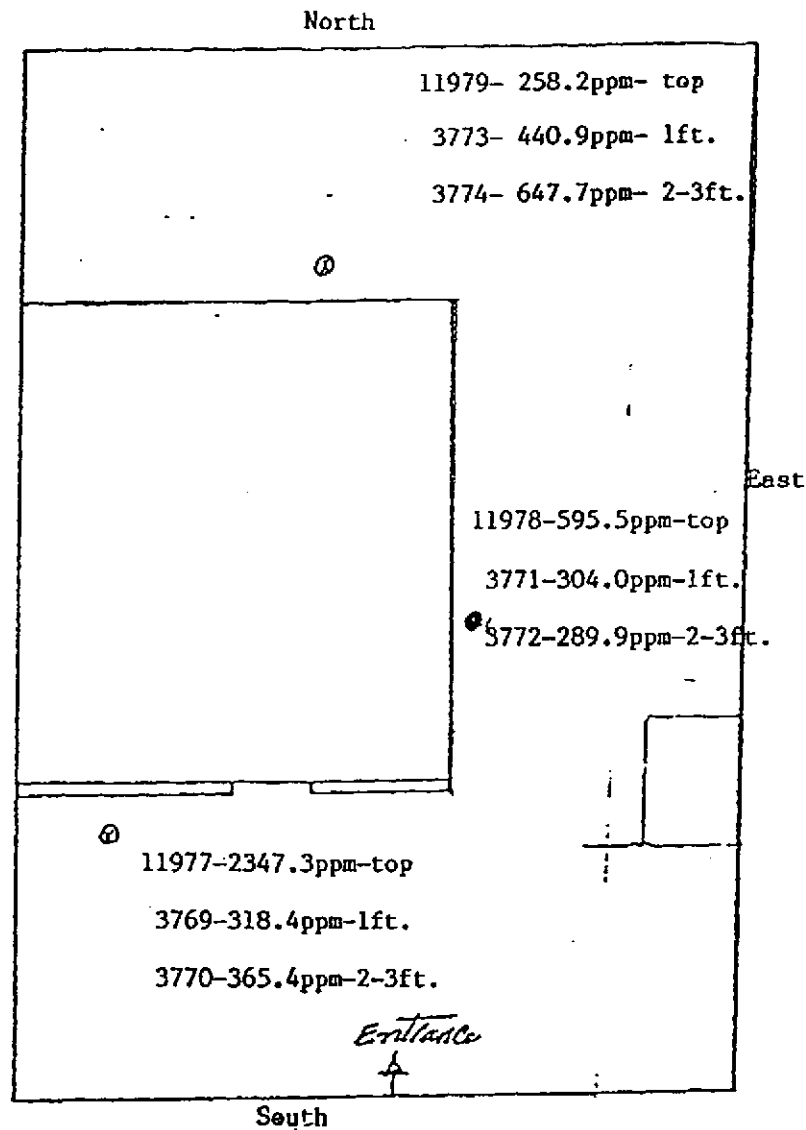 North
11979- 258.2ppm- top
3773- 440.9ppm- 1ft.
3774- 647.7ppm- 2-3ft.
East
11978-595.5ppm-top
3771-304.0ppm-1ft.
3772-289.9ppm-2-3ft.
11977-2347.3ppm-top
3769-318.4ppm-1ft.
3770-365.4ppm-2-3ft.
Entrance
South